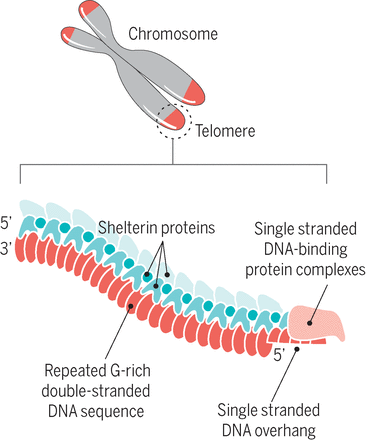 Chromosome
Telomere
5’
3’
Shelterin proteins
Single stranded
DNA-binding
protein complexes
5’
Repeated G-rich
double-stranded
DNA sequence
Single stranded
DNA overhang